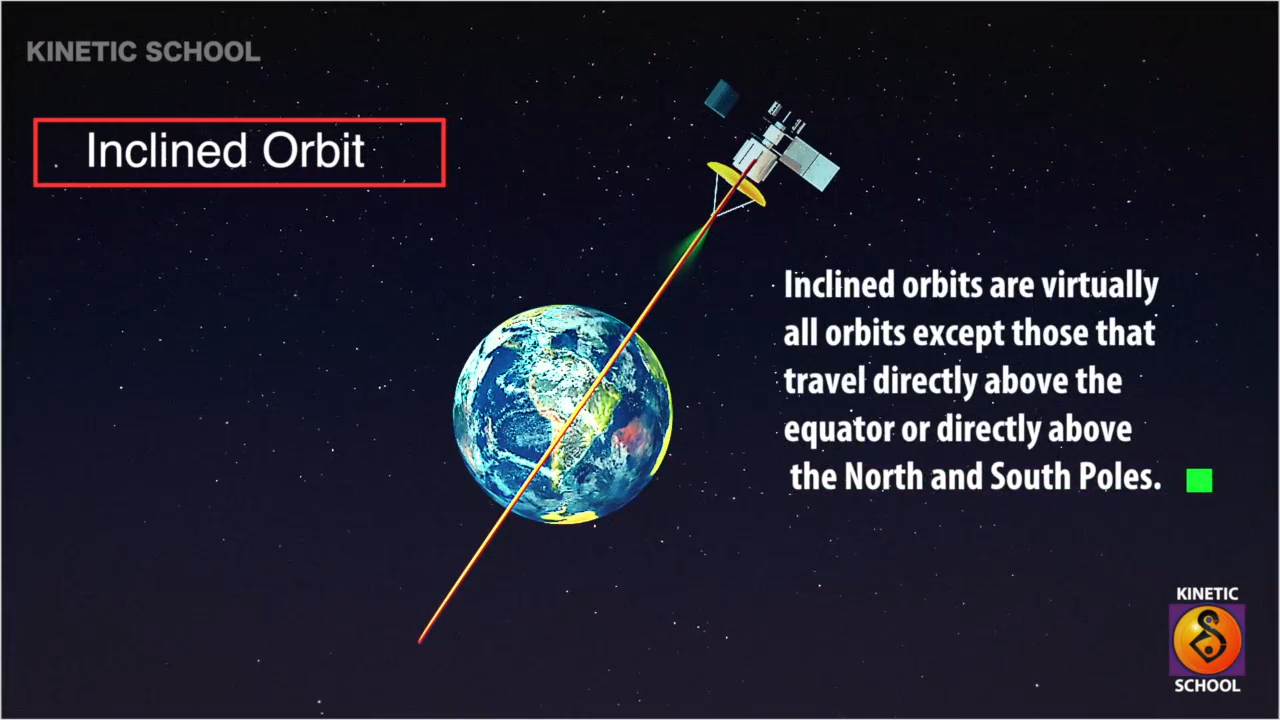 KINETIC SCHOOL
Inclined Orbit
Inclined orbits are virtually
all orbits except those that
travel directly above the
equator or directly above
the North and South Poles.
KINETIC
SCHOOL